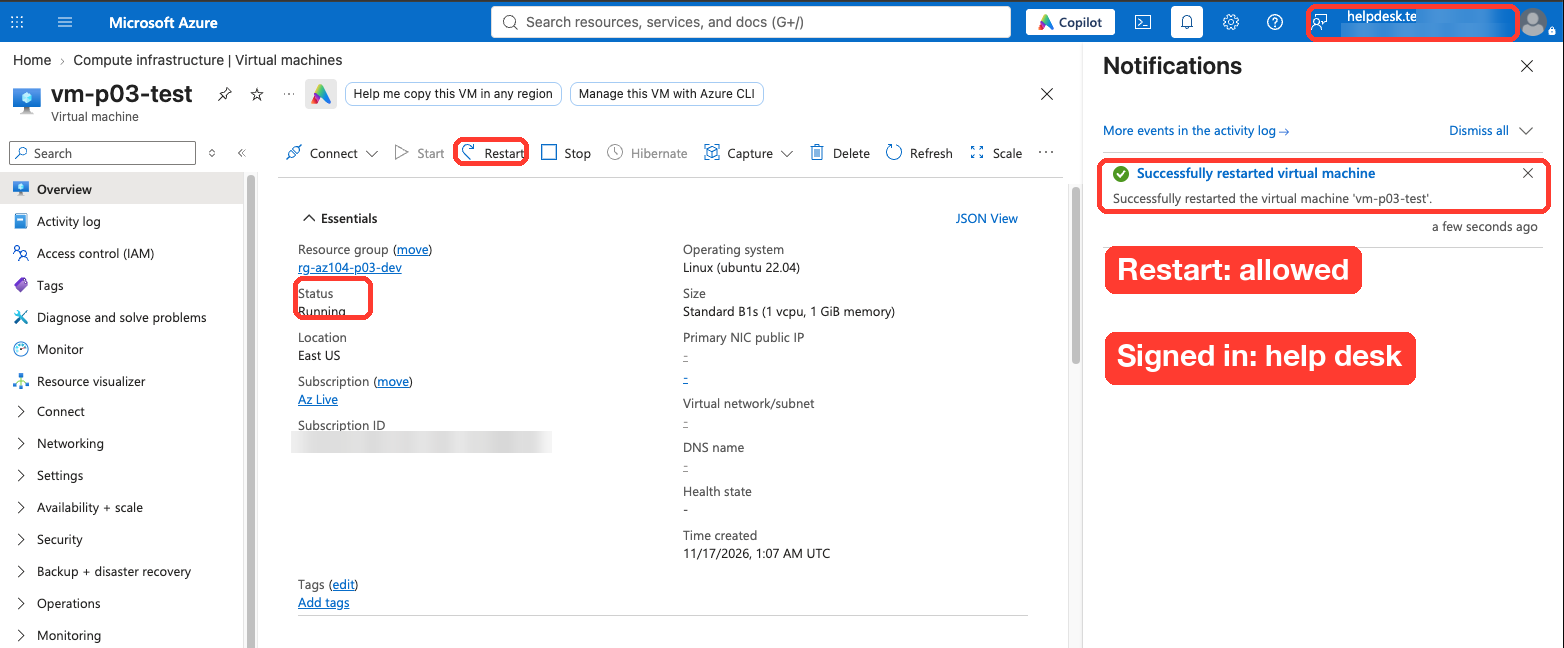 Microsoft Azure
Search resources, services, and docs (G+/)
Copilot
helpdesk.te
Home > Compute infrastructure | Virtual machines
vm-p03-test
Virtual machine
Help me copy this VM in any region
Manage this VM with Azure CLI
Search
Overview
Activity log
Access control (IAM)
Tags
Diagnose and solve problems
Monitor
Resource visualizer
Connect
Networking
Settings
Availability + scale
Security
Backup + disaster recovery
Operations
Monitoring
Connect
Start
Restart
Stop
Hibernate
Capture
Delete
Refresh
Scale
Essentials
JSON View
Resource group (move)
rg-az104-p03-dev
Status
Running
Location
East US
Subscription (move)
Az Live
Subscription ID
Operating system
Linux (ubuntu 22.04)
Size
Standard B1s (1 vcpu, 1 GiB memory)
Primary NIC public IP
-
-
Virtual network/subnet
-
DNS name
-
Health state
-
Time created
11/17/2026, 1:07 AM UTC
Tags (edit)
Add tags
Notifications
More events in the activity log →
Dismiss all
Successfully restarted virtual machine
Successfully restarted the virtual machine 'vm-p03-test'.
a few seconds ago
Restart: allowed
Signed in: help desk